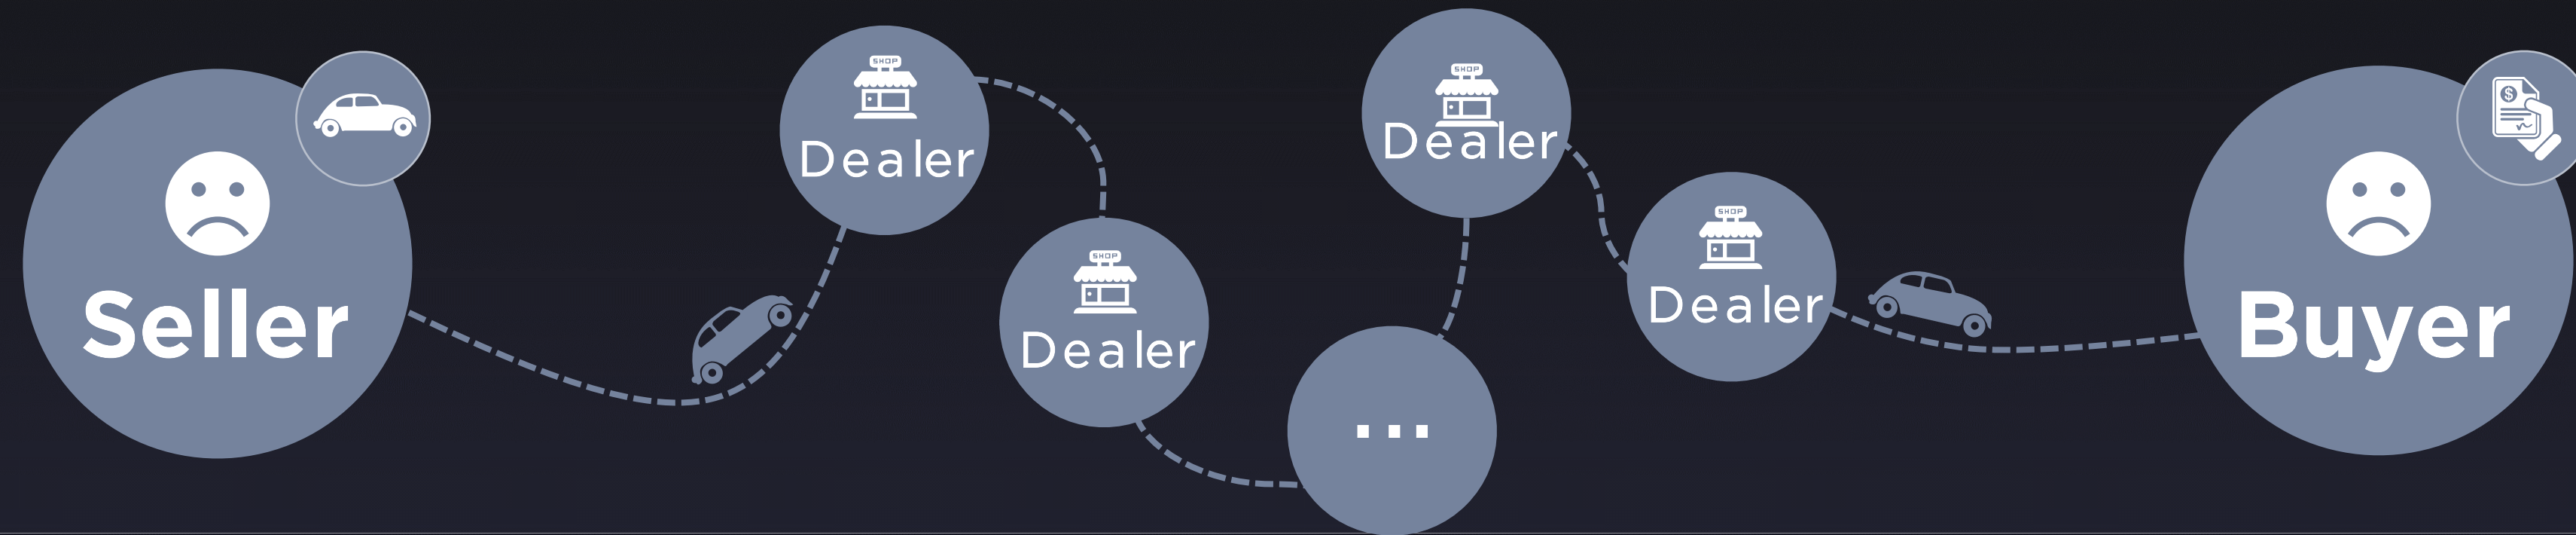 Seller
SHOP
Dealer
SHOP
Dealer
...
SHOP
Dealer
SHOP
Dealer
$
Buyer